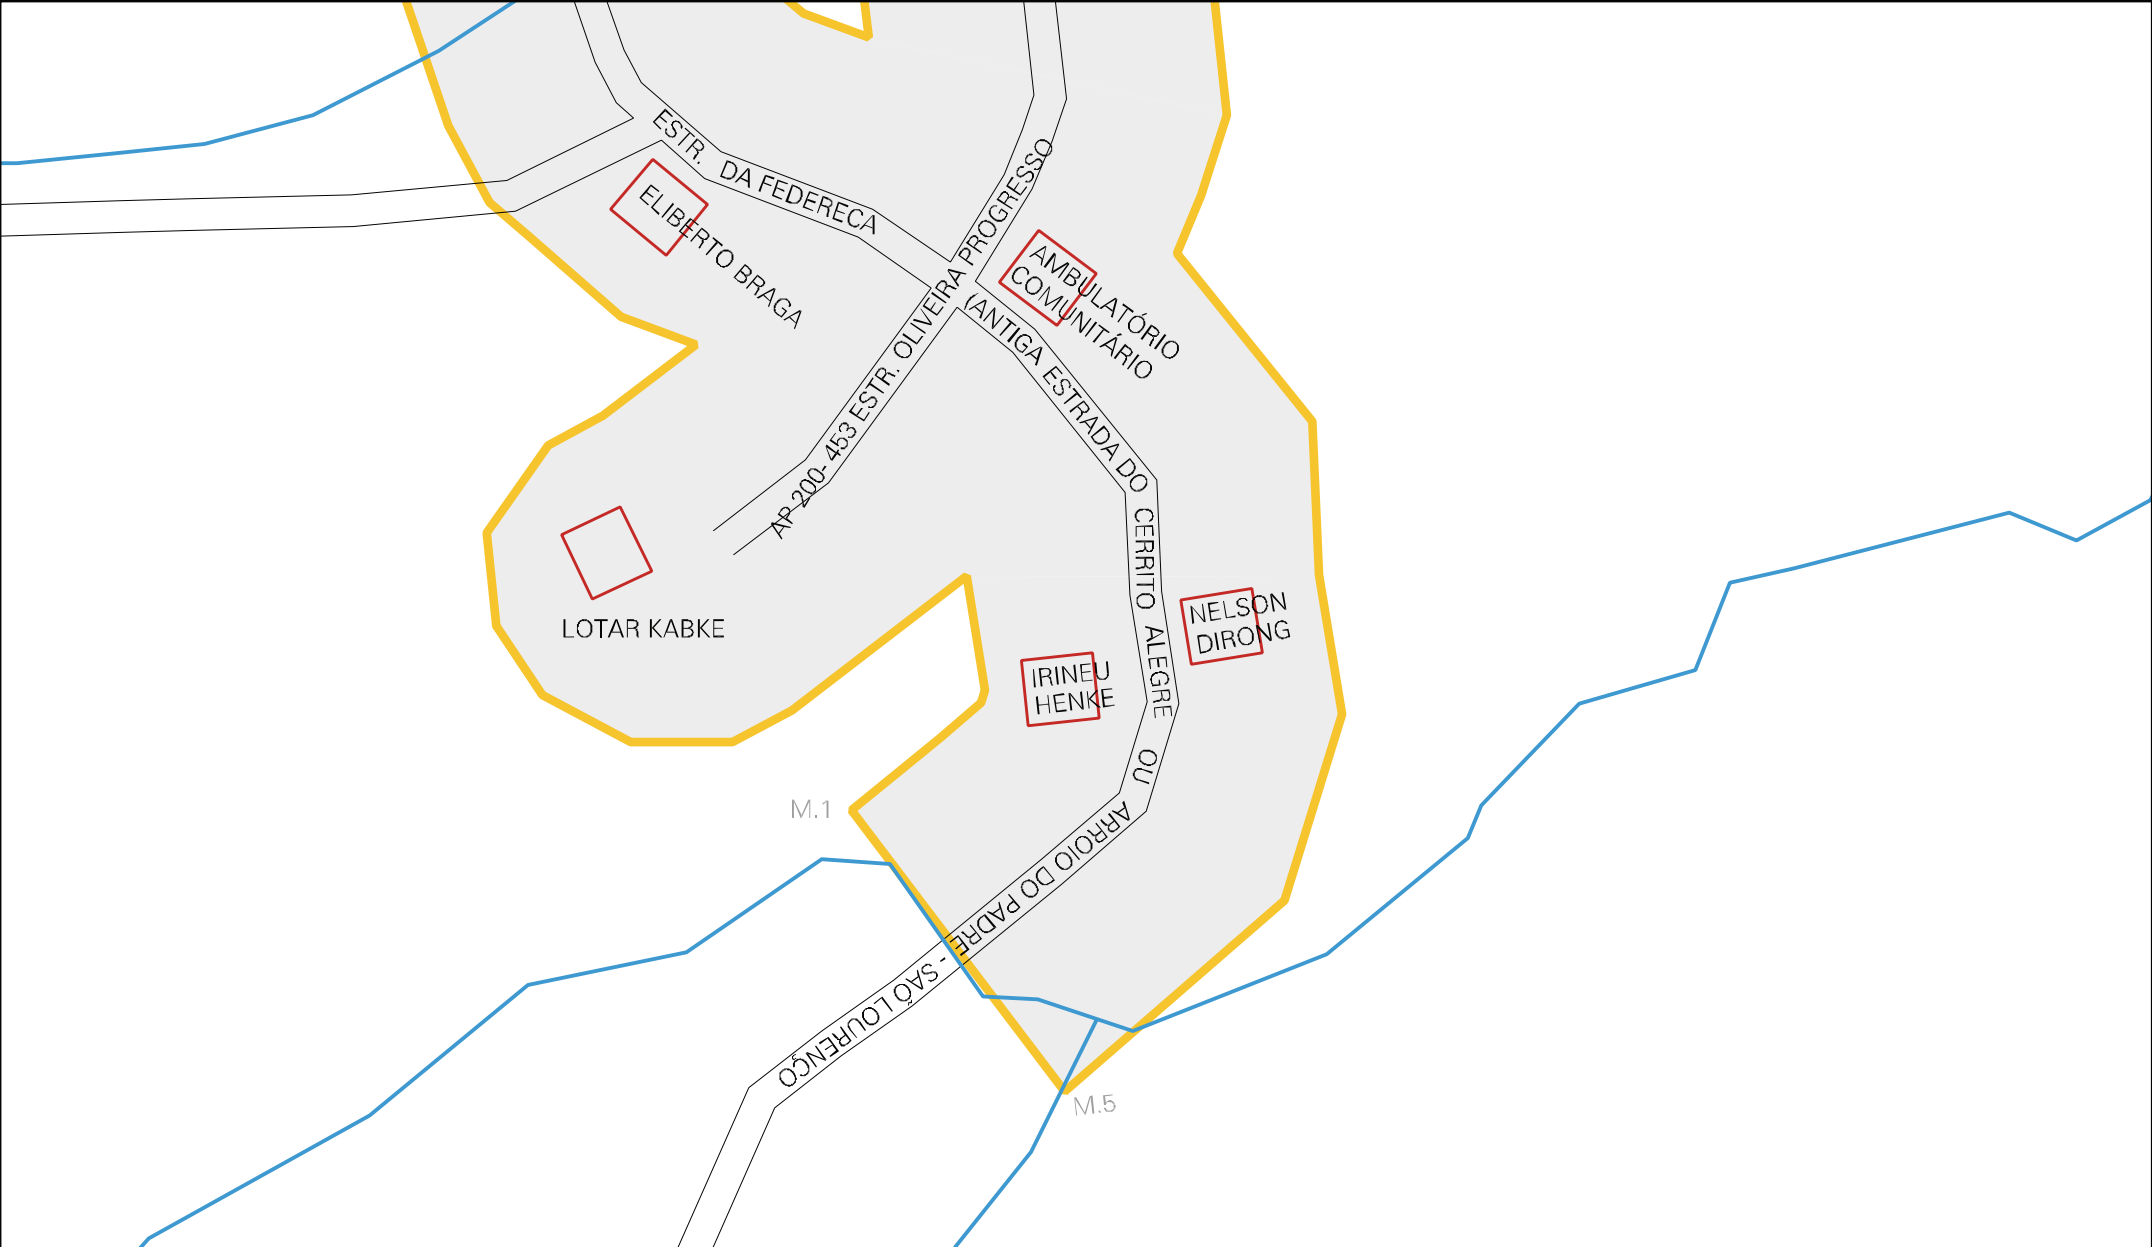 ESTR. DA FEDERECA
AP 200- 453 ESTR. OLIVEIRA PROGRESSO
ELIBERTO BRAGA
AMBULATÓRIO
COMUNITÁRIO
(ANTIGA ESTRADA DO CERRITO ALEGRE OU ARROIO DO PADRE - SAÕ LOURENÇO
LOTAR KABKE
NELSON
DIRONG
IRINEU
HENKE
M.1
M.5